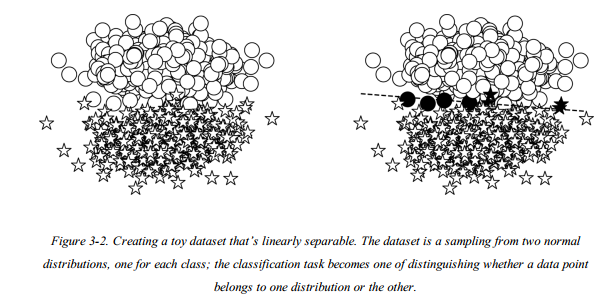 Figure 3-2. Creating a toy dataset that’s linearly separable. The dataset is a sampling from two normal
distributions, one for each class; the classification task becomes one of distinguishing whether a data point
belongs to one distribution or the other.